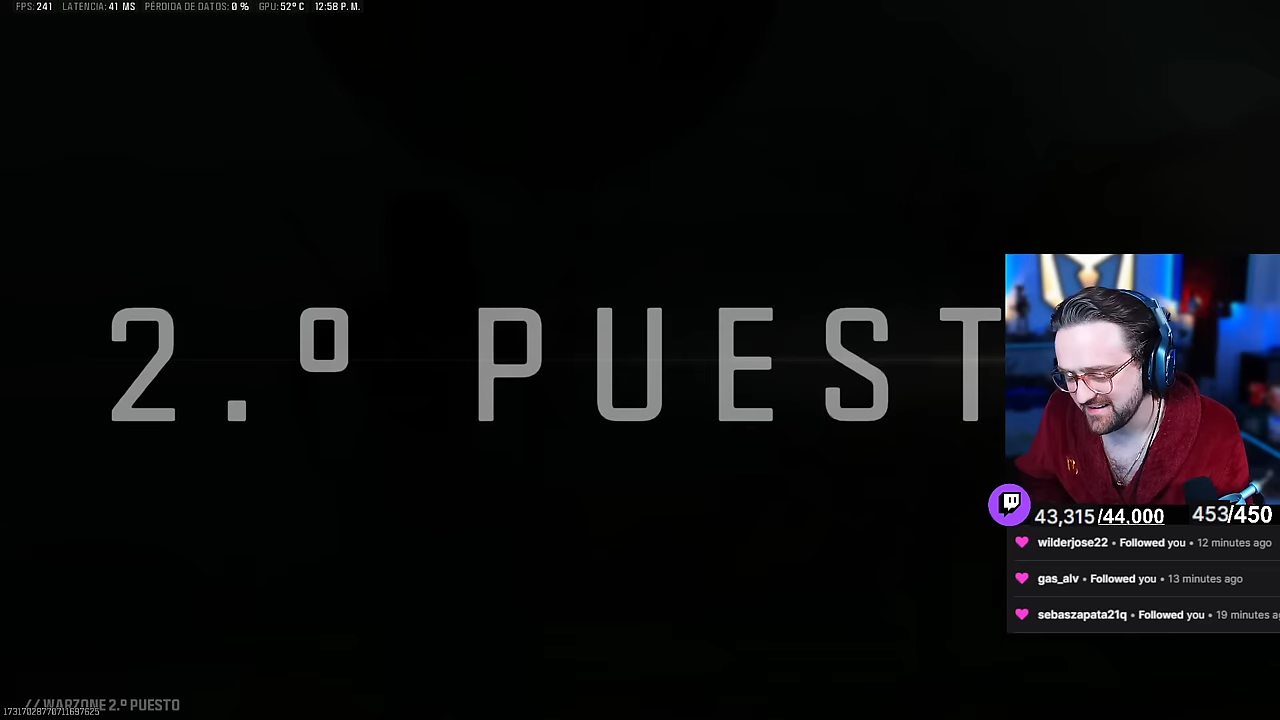 FPS: 241 LATENCIA: 41 MS PÉRDIDA DE DATOS: 0 % GPU: 52º C 12:58 P. M.
2.º PUEST
43,315/44,000 453/450
wilderjose22 • Followed you • 12 minutes ago
gas_alv • Followed you • 13 minutes ago
sebaszapata21q • Followed you • 19 minutes a
// WARZONE 2.º PUESTO